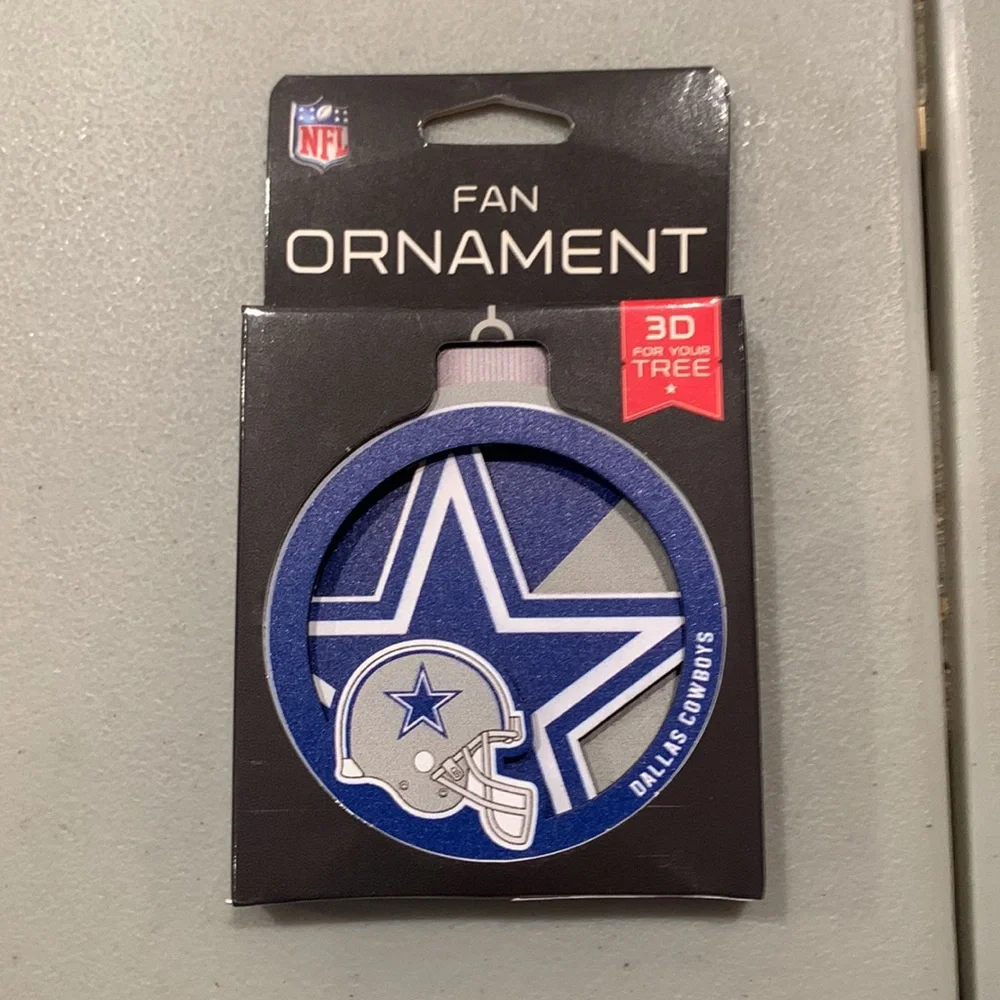 NFL
FAN
ORNAMENT
3D
FOR YOUR
TREE
DALLAS COWBOYS